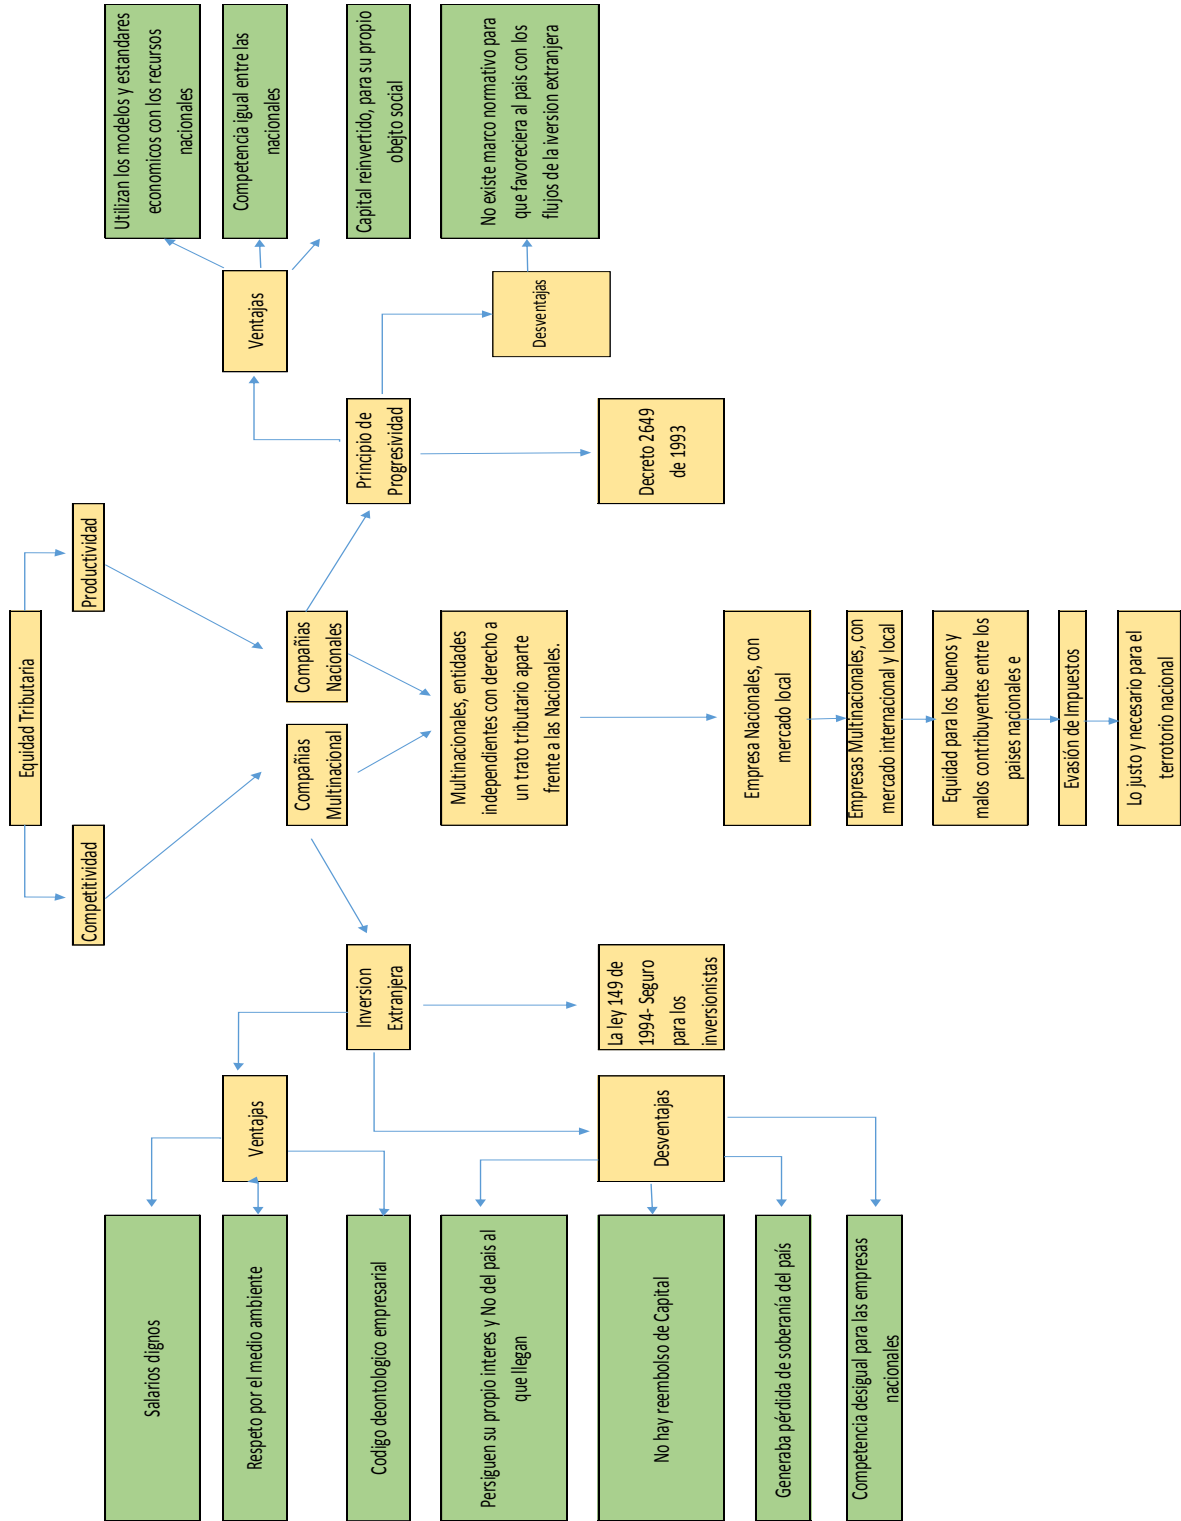 Equidad Tributaria
Competitividad
Productividad
Compañias
Multinacional
Compañias
Nacionales
Inversion
Extranjera
Principio de
Progresividad
Ventajas
Ventajas
Salarios dignos
Respeto por el medio ambiente
Codigo deontologico empresarial
Utilizan los modelos y estandares
economicos con los recursos
nacionales
Competencia igual entre las
nacionales
Capital reinvertido, para su propio
obejto social
Multinacionales, entidades
independientes con derecho a
un trato tributario aparte
frente a las Nacionales.
Desventajas
No existe marco normativo para
que favoreciera al pais con los
flujos de la iversion extranjera
La ley 149 de
1994- Seguro
para los
inversionistas
Decreto 2649
de 1993
Desventajas
Persiguen su propio interes y No del pais al
que llegan
No hay reembolso de Capital
Generaba pérdida de soberanía del país
Competencia desigual para las empresas
nacionales
Empresa Nacionales, con
mercado local
Empresas Multinacionales, con
mercado internacional y local
Equidad para los buenos y
malos contribuyentes entre los
paises nacionales e
Evasión de Impuestos
Lo justo y necesario para el
terrotorio nacional